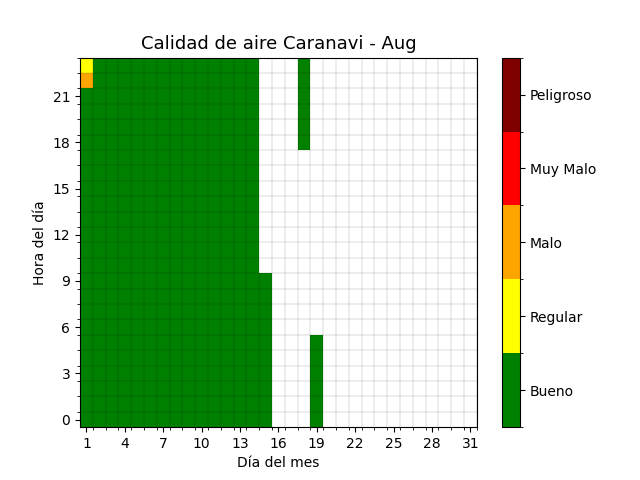 Calidad de aire Caranavi - Aug
Hora del día
21
18
15
12
9
6
3
0
1 4 7 10 13 16 19 22 25 28 31
Día del mes
Peligroso
Muy Malo
Malo
Regular
Bueno